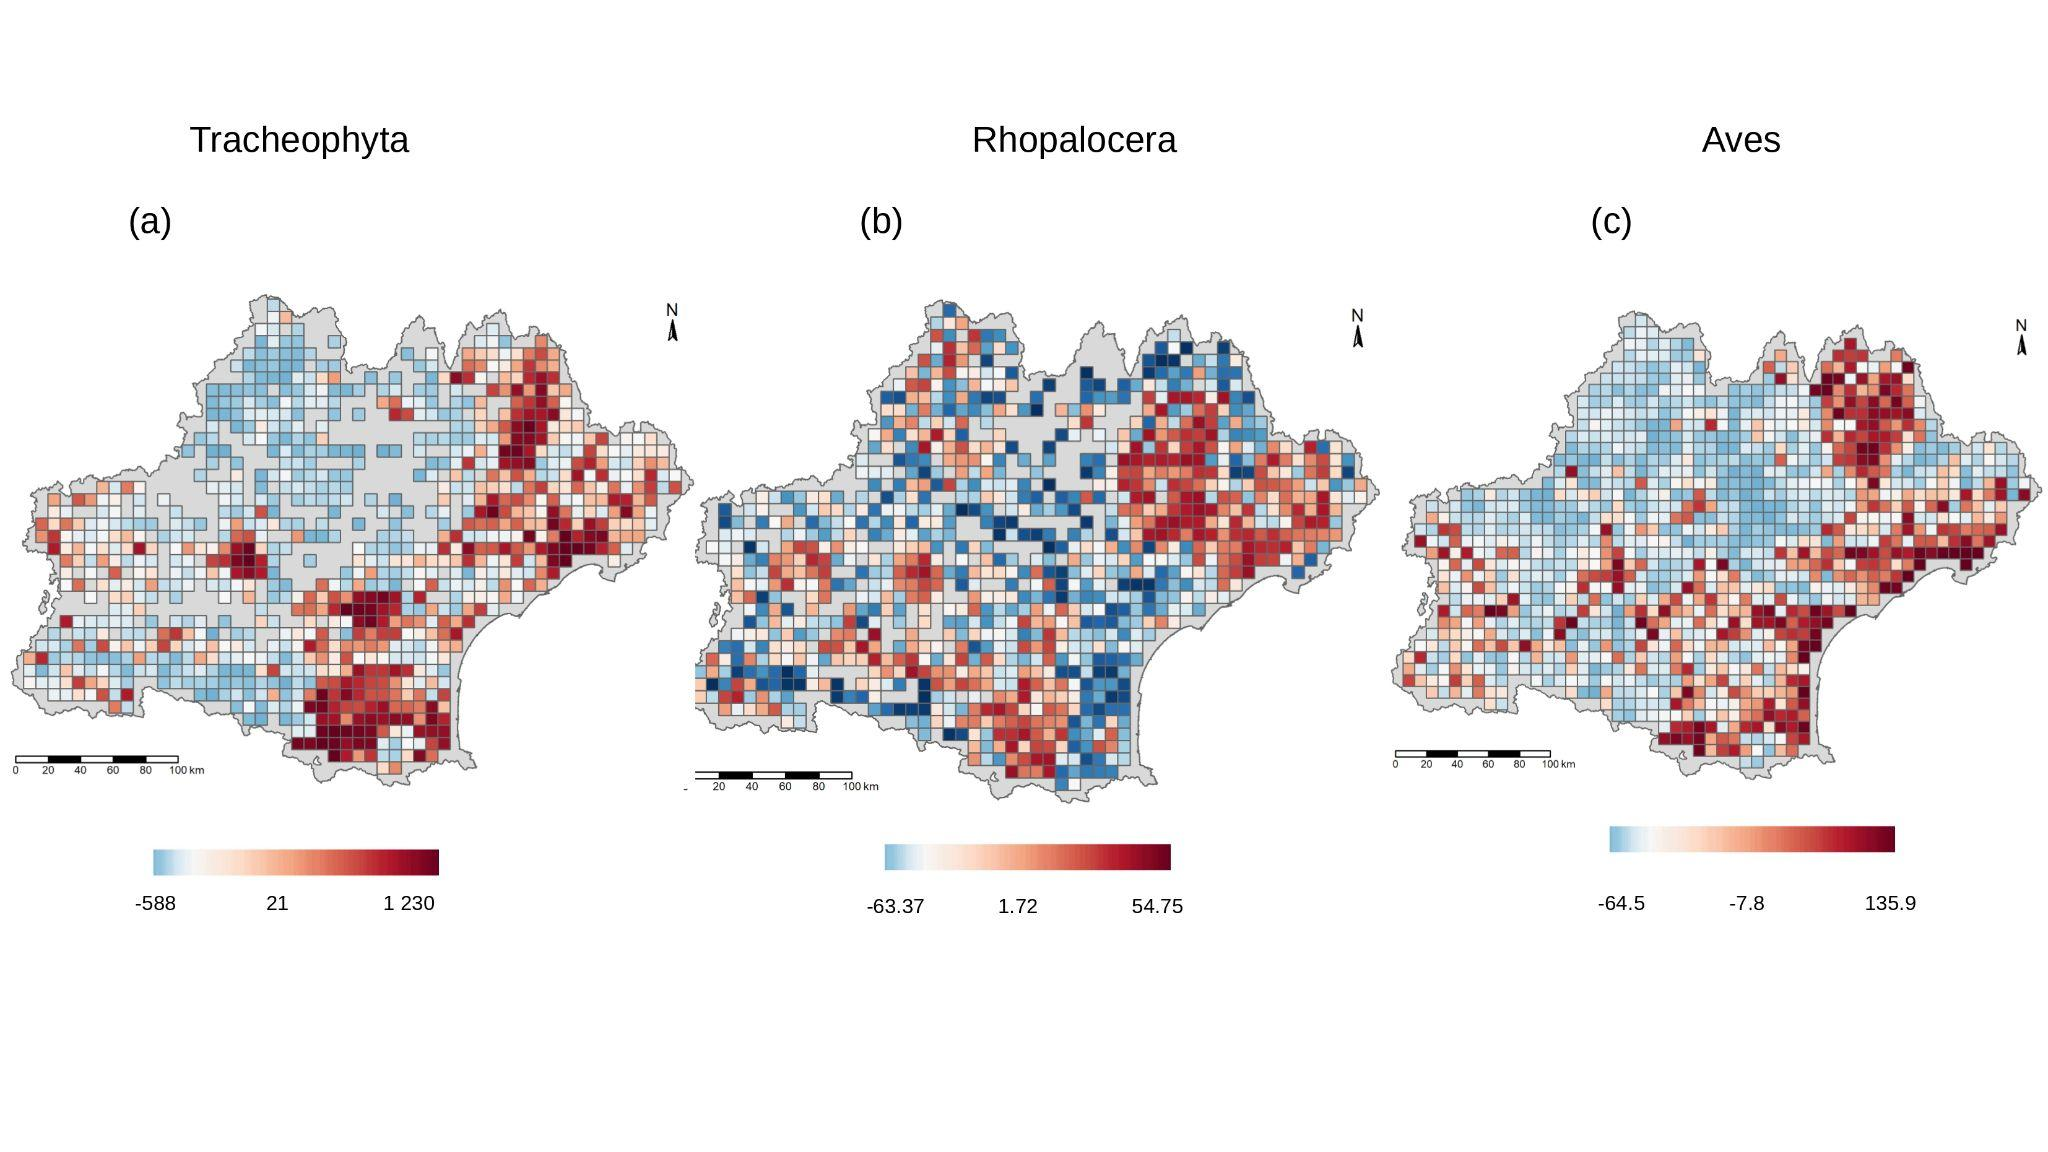 Tracheophyta
Rhopalocera
Aves
(a)
(b)
(c)
N
N
N
0 20 40 60 80 100 km
20 40 60 80 100 km
0 20 40 60 80 100 km
-588 21 1 230
-63.37 1.72 54.75
-64.5 -7.8 135.9